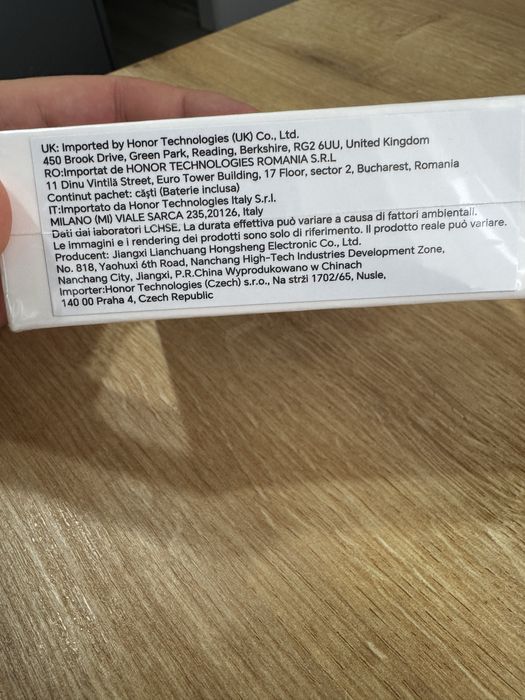 UK: Imported by Honor Technologies (UK) Co., Ltd.
450 Brook Drive, Green Park, Reading, Berkshire, RG2 6UU, United Kingdom
RO:Importat de HONOR TECHNOLOGIES ROMANIA S.R.L
11 Dinu Vintilă Street, Euro Tower Building, 17 Floor, sector 2, Bucharest, Romania
Continut pachet: căști (Baterie inclusa)
IT:Importato da Honor Technologies Italy S.r.l.
MILANO (MI) VIALE SARCA 235,20126, Italy
Dati dai laboratori LCHSE. La durata effettiva può variare a causa di fattori ambientali.
Le immagini e i rendering dei prodotti sono solo di riferimento. Il prodotto reale può variare.
Producent: Jiangxi Lianchuang Hongsheng Electronic Co., Ltd.
No. 818, Yaohuxi 6th Road, Nanchang High-Tech Industries Development Zone,
Nanchang City, Jiangxi, P.R.China Wyprodukowano w Chinach
Importer:Honor Technologies (Czech) s.r.o., Na strži 1702/65, Nusle,
140 00 Praha 4, Czech Republic